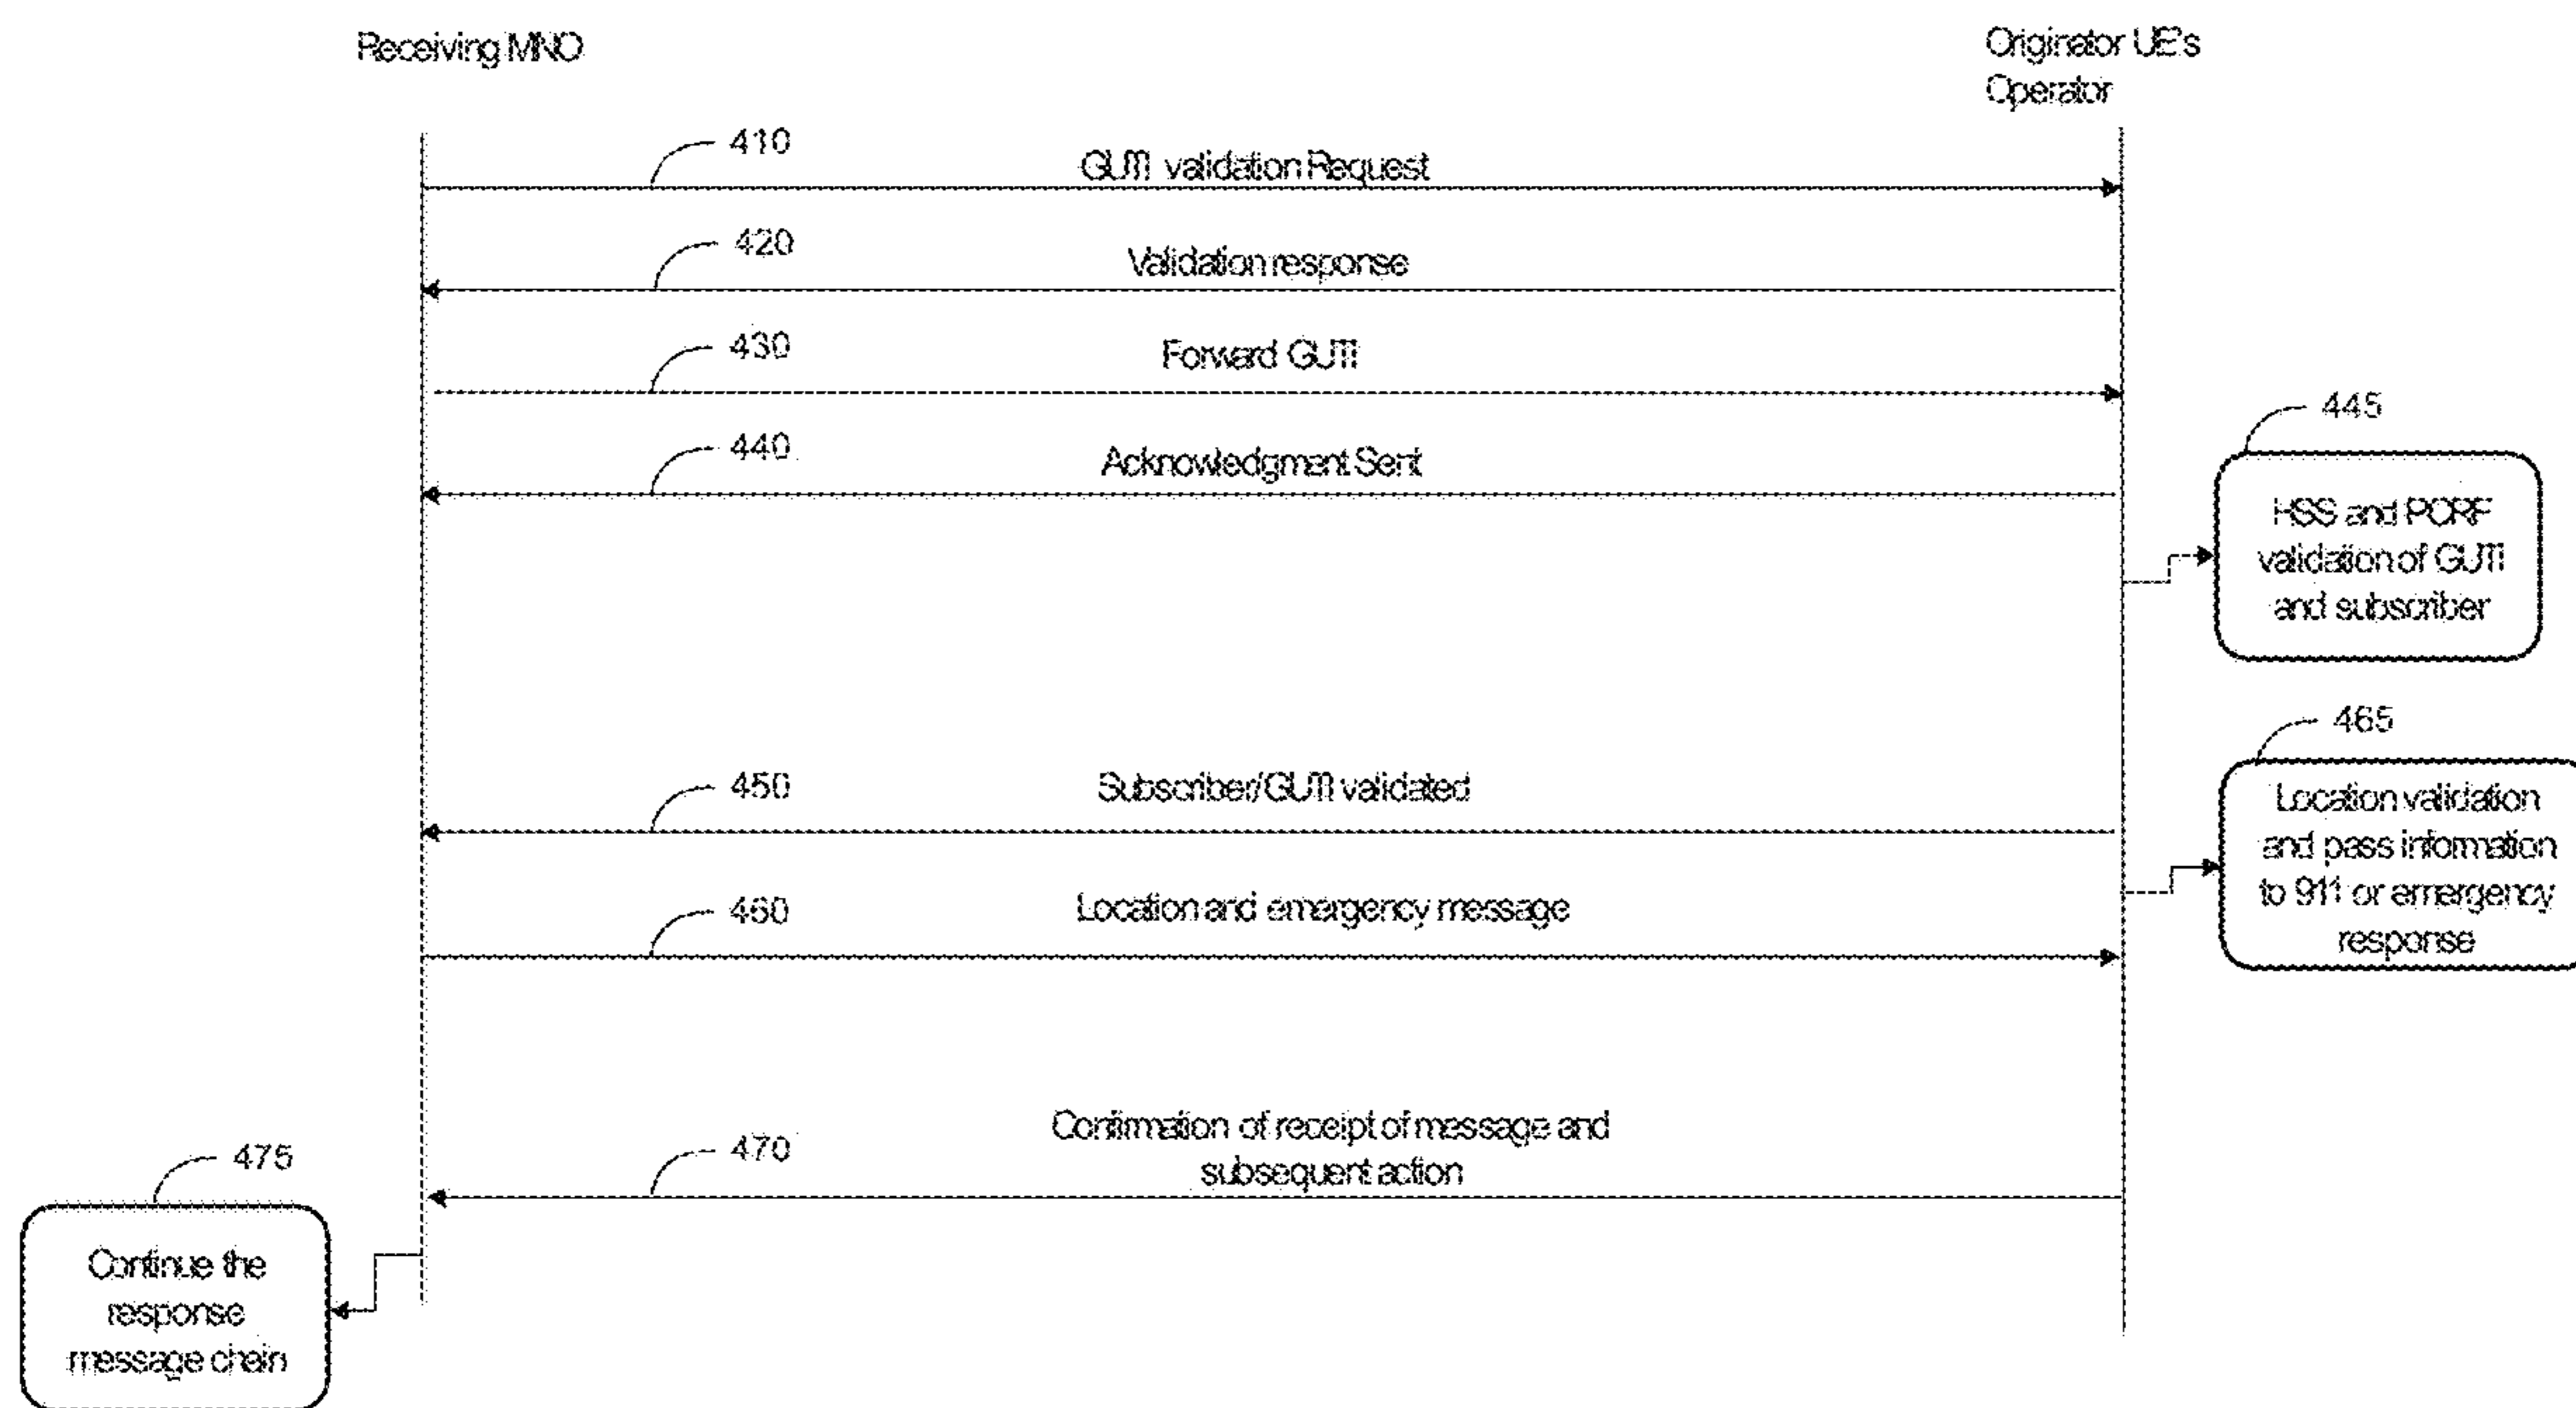 Receiving MNO
Originator UE's
Operator
410
GUTI validation Request
420
Validation response
430
Forward GUTI
445
440
Acknowledgment Sent
HSS and PCRF
validation of GUTI
and subscriber
465
450
Subscriber/GUTI validated
Location validation
and pass information
to 911 or emergency
response
460
Location and emergency message
470
Confirmation of receipt of message and
subsequent action
475
Continue the
response
message chain